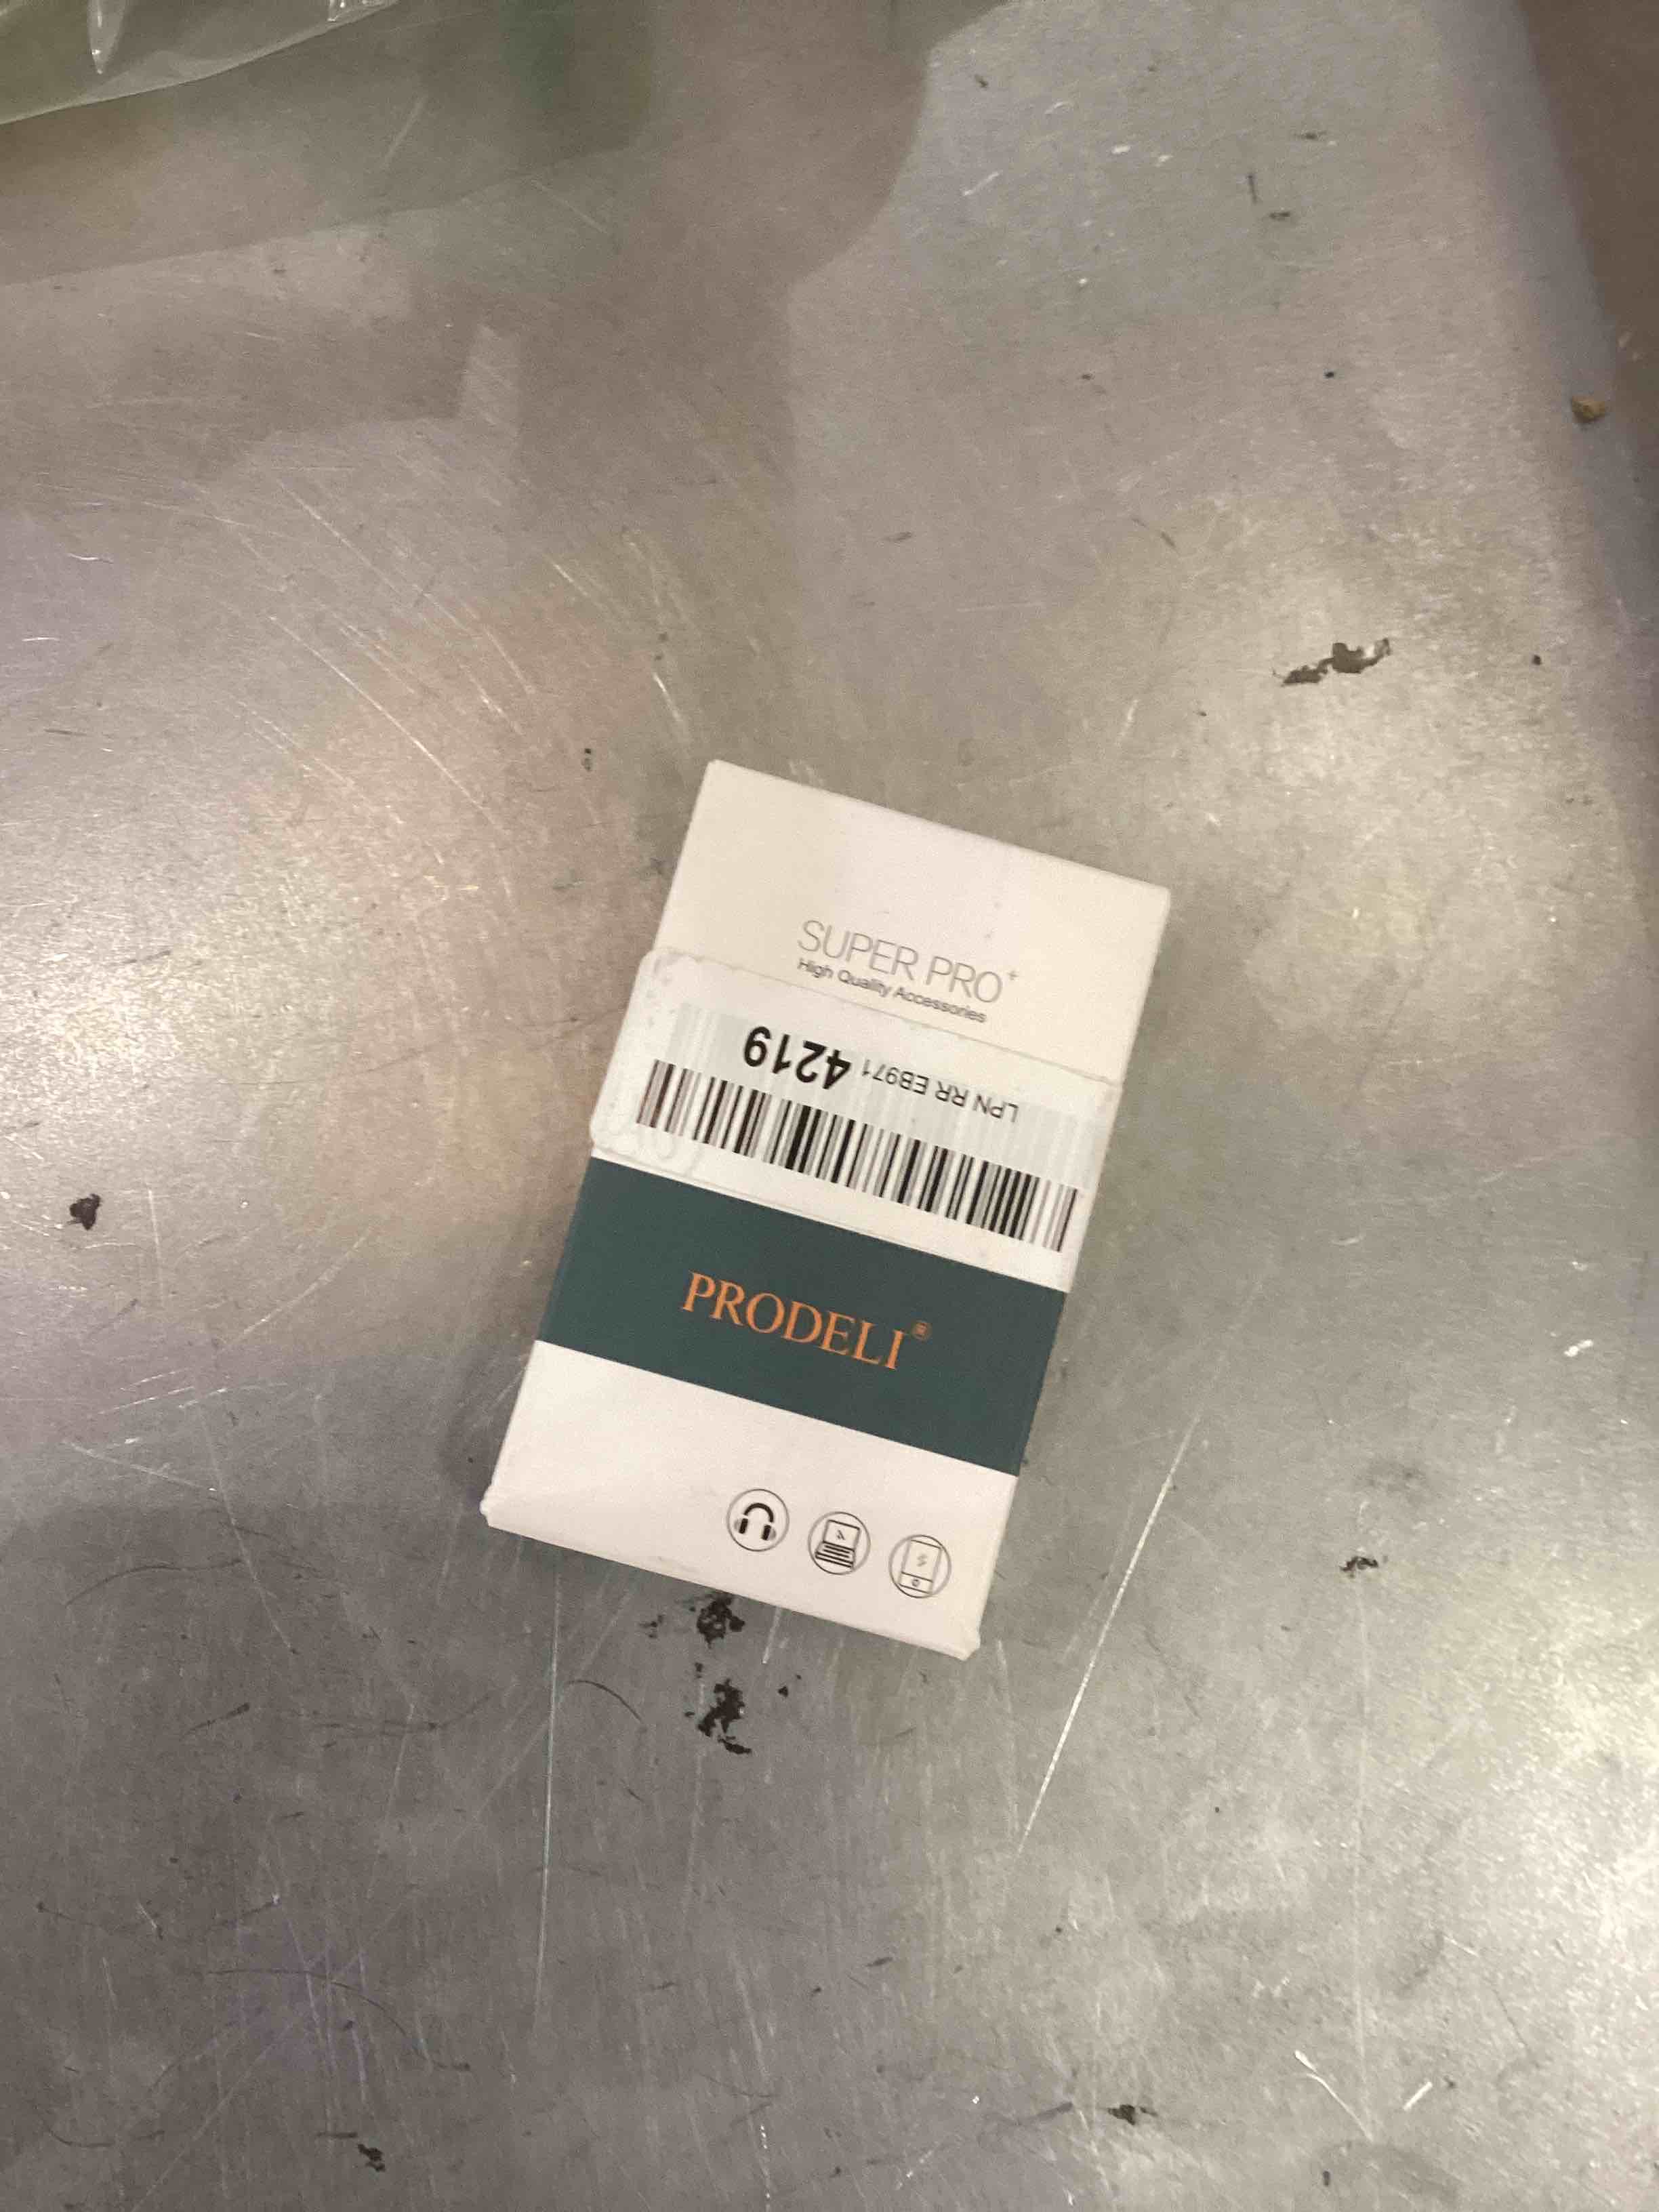 SUPER PRO+
High Quality Accessories
LPN RR EB971 4219
PRODELI®